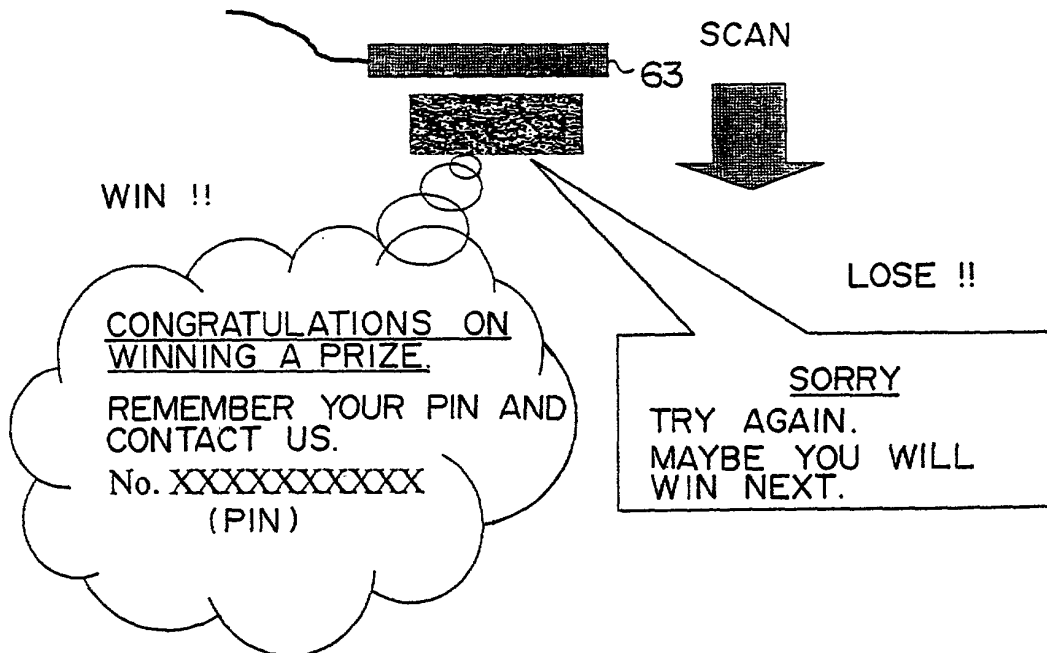 SCAN
63
WIN !!
LOSE !!
CONGRATULATIONS ON
WINNING A PRIZE.
REMEMBER YOUR PIN AND
CONTACT US.
No. XXXXXXXXXX
(PIN)
SORRY
TRY AGAIN.
MAYBE YOU WILL
WIN NEXT.